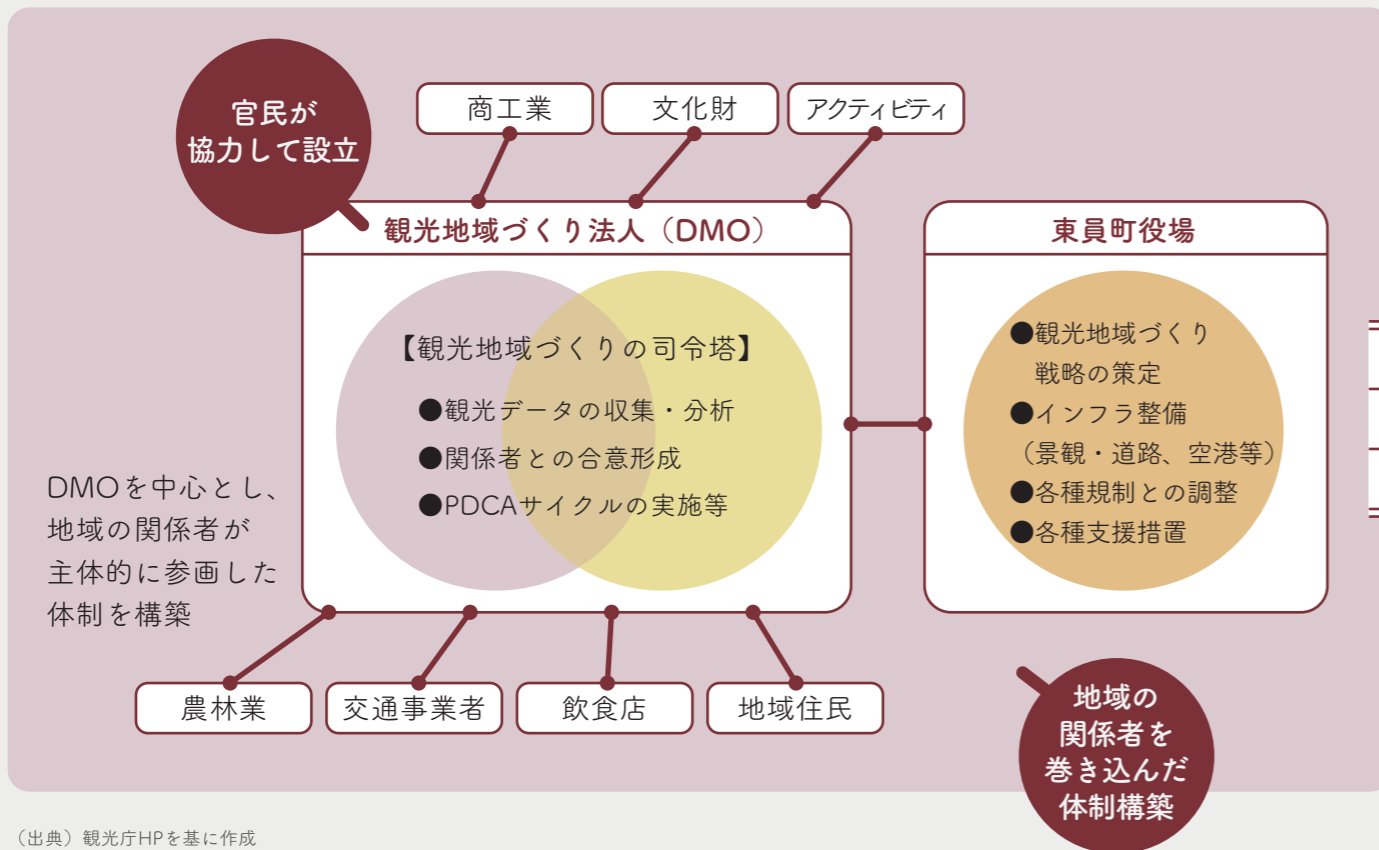 官民が
協力して設立
商工業
文化財
アクティビティ
観光地域づくり法人（DMO）
【観光地域づくりの司令塔】
●観光データの収集・分析
●関係者との合意形成
●PDCAサイクルの実施等
東員町役場
●観光地域づくり
戦略の策定
●インフラ整備
（景観・道路、空港等）
●各種規制との調整
●各種支援措置
DMOを中心とし、
地域の関係者が
主体的に参画した
体制を構築
農林業
交通事業者
飲食店
地域住民
地域の
関係者を
巻き込んだ
体制構築
（出典）観光庁HPを基に作成